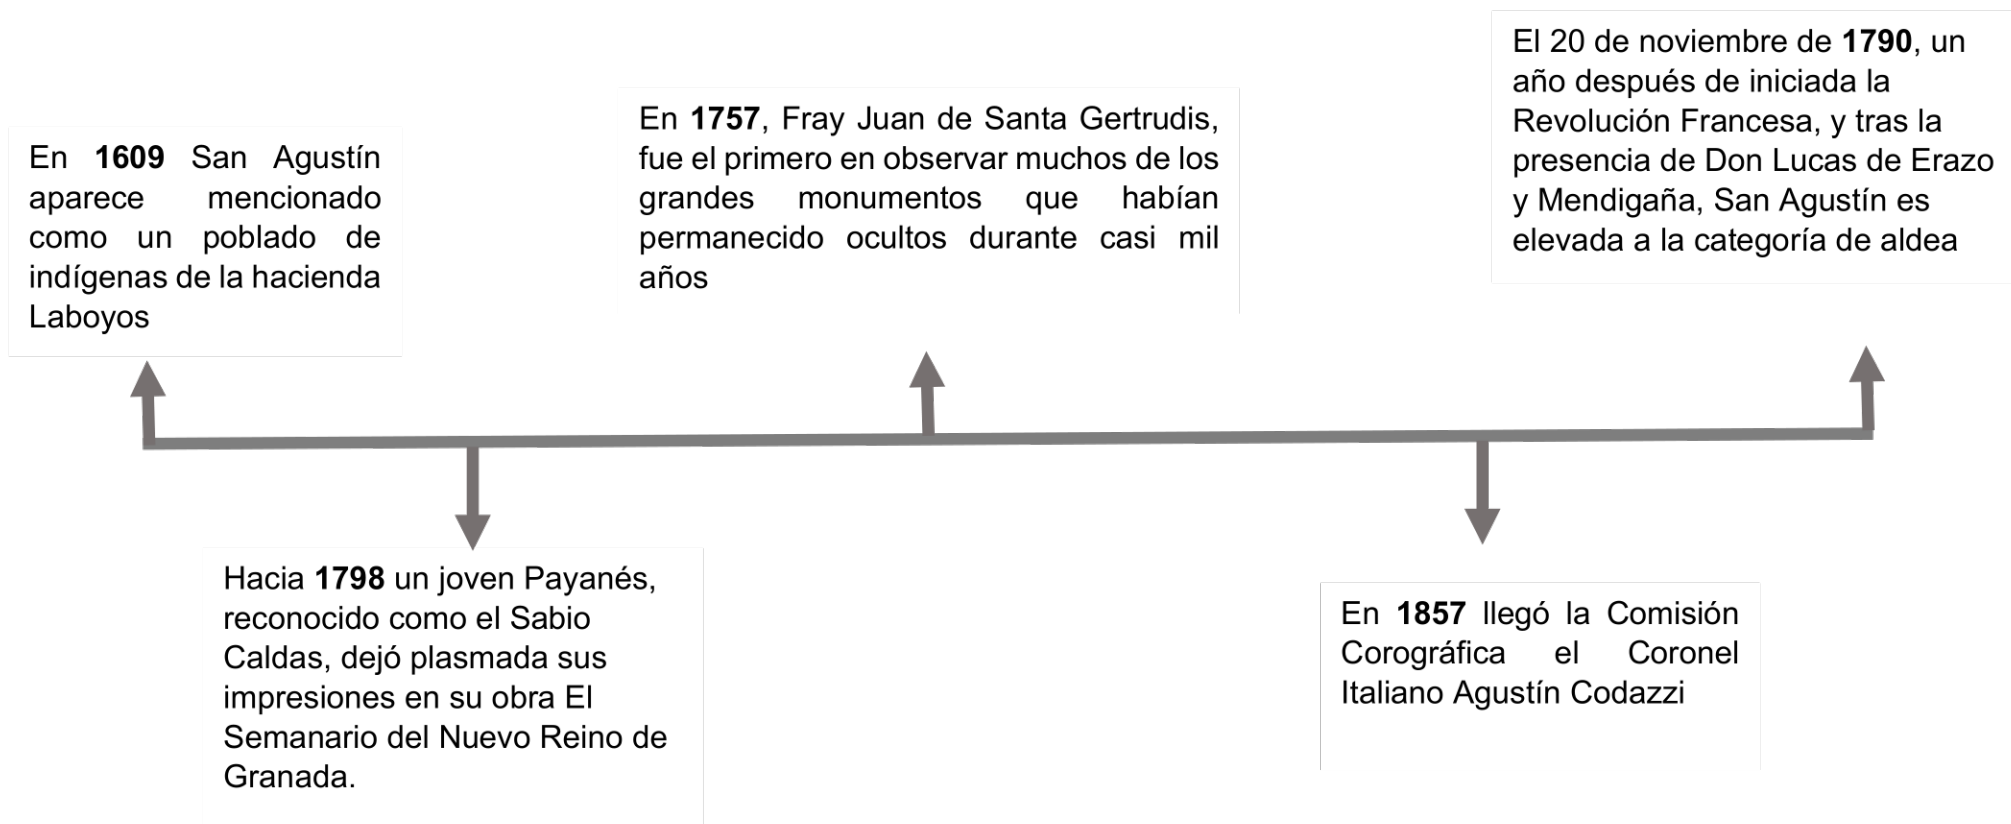 En 1609 San Agustín
aparece mencionado
como un poblado de
indígenas de la hacienda
Laboyos
Hacia 1798 un joven Payanés,
reconocido como el Sabio
Caldas, dejó plasmada sus
impresiones en su obra El
Semanario del Nuevo Reino de
Granada.
En 1757, Fray Juan de Santa Gertrudis,
fue el primero en observar muchos de los
grandes monumentos que habían
permanecido ocultos durante casi mil
años
En 1857 llegó la Comisión
Corográfica el Coronel
Italiano Agustín Codazzi
El 20 de noviembre de 1790, un
año después de iniciada la
Revolución Francesa, y tras la
presencia de Don Lucas de Erazo
y Mendigaña, San Agustín es
elevada a la categoría de aldea